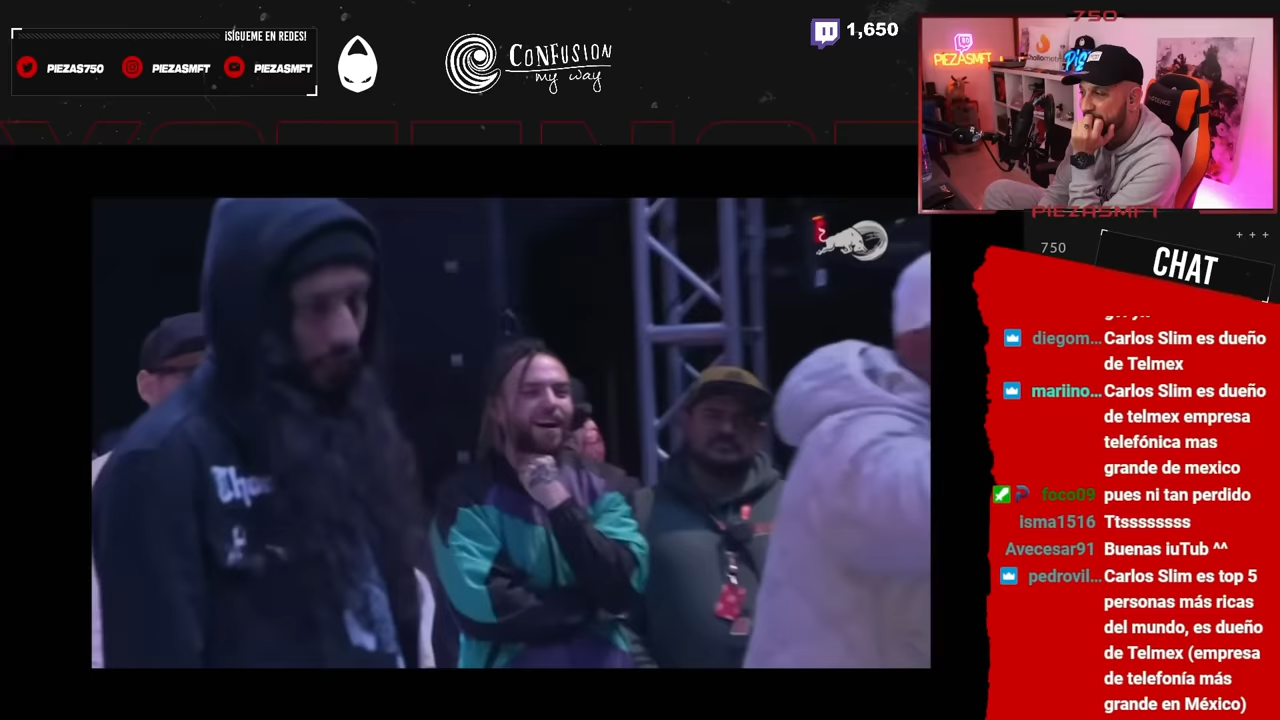 ¡SÍGUEME EN REDES!
PIEZAS750 PIEZASMFT PIEZASMFT
CONFUSION
my way
1,650
750
PIEZASMFT
PIEZASMFT
750
CHAT
diegom... Carlos Slim es dueño
de Telmex
mariino... Carlos Slim es dueño
de telmex empresa
telefónica mas
grande de mexico
foco09 pues ni tan perdido
isma1516 Ttssssssss
Avecesar91 Buenas iuTub ^^
pedrovil... Carlos Slim es top 5
personas más ricas
del mundo, es dueño
de Telmex (empresa
de telefonía más
grande en México)